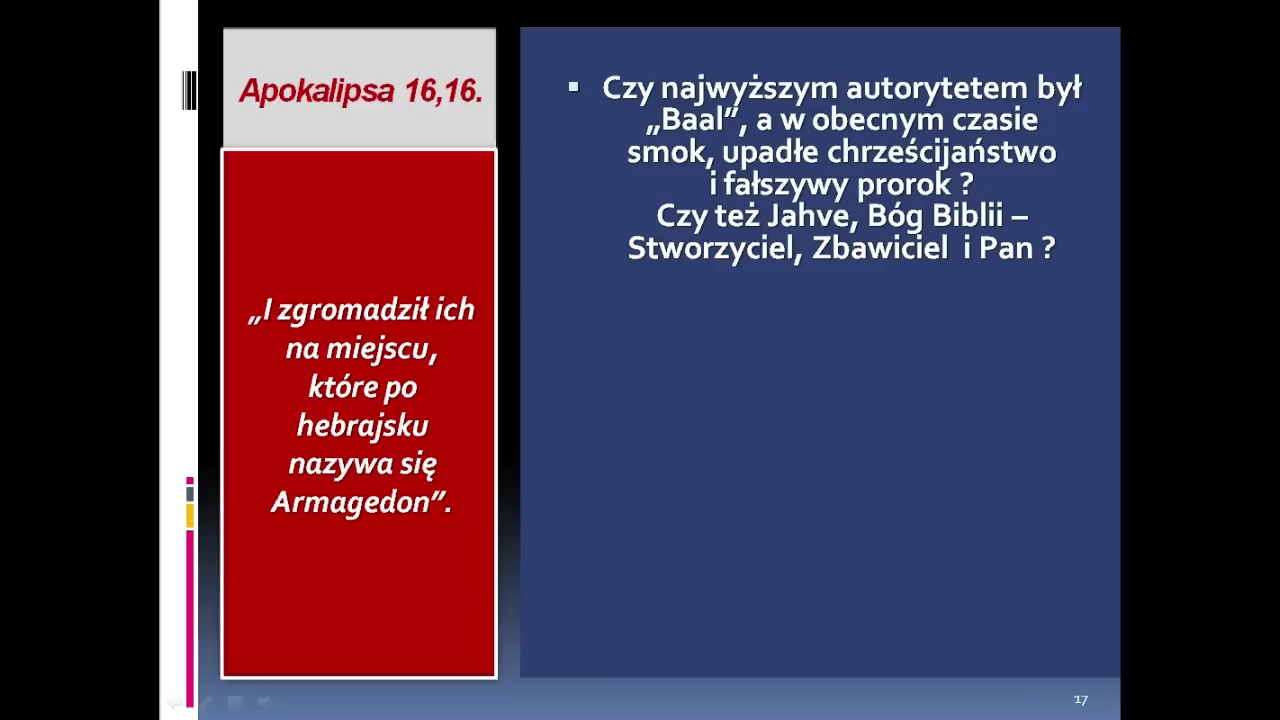 Apokalipsa 16,16.
„I zgromadził ich
na miejscu,
które po
hebrajsku
nazywa się
Armagedon”.
▪ Czy najwyższym autorytetem był
„Baal”, a w obecnym czasie
smok, upadłe chrześcijaństwo
i fałszywy prorok ?
Czy też Jahve, Bóg Biblii –
Stworzyciel, Zbawiciel i Pan ?
17